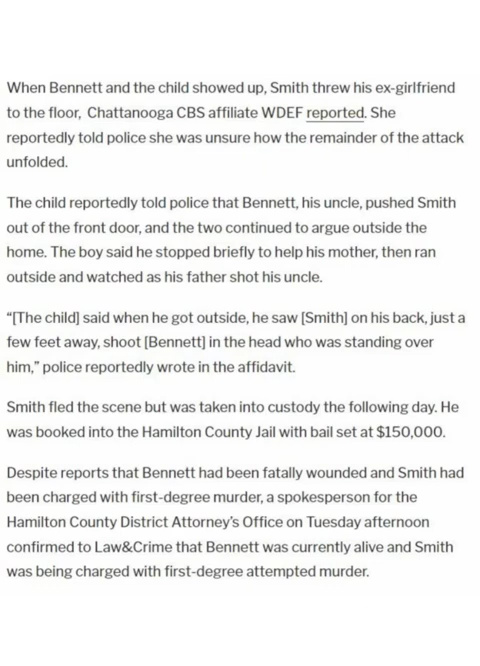 When Bennett and the child showed up, Smith threw his ex-girlfriend
to the floor, Chattanooga CBS affiliate WDEF reported. She
reportedly told police she was unsure how the remainder of the attack
unfolded.
The child reportedly told police that Bennett, his uncle, pushed Smith
out of the front door, and the two continued to argue outside the
home. The boy said he stopped briefly to help his mother, then ran
outside and watched as his father shot his uncle.
“[The child] said when he got outside, he saw [Smith] on his back, just a
few feet away, shoot [Bennett] in the head who was standing over
him,” police reportedly wrote in the affidavit.
Smith fled the scene but was taken into custody the following day. He
was booked into the Hamilton County Jail with bail set at $150,000.
Despite reports that Bennett had been fatally wounded and Smith had
been charged with first-degree murder, a spokesperson for the
Hamilton County District Attorney’s Office on Tuesday afternoon
confirmed to Law&Crime that Bennett was currently alive and Smith
was being charged with first-degree attempted murder.